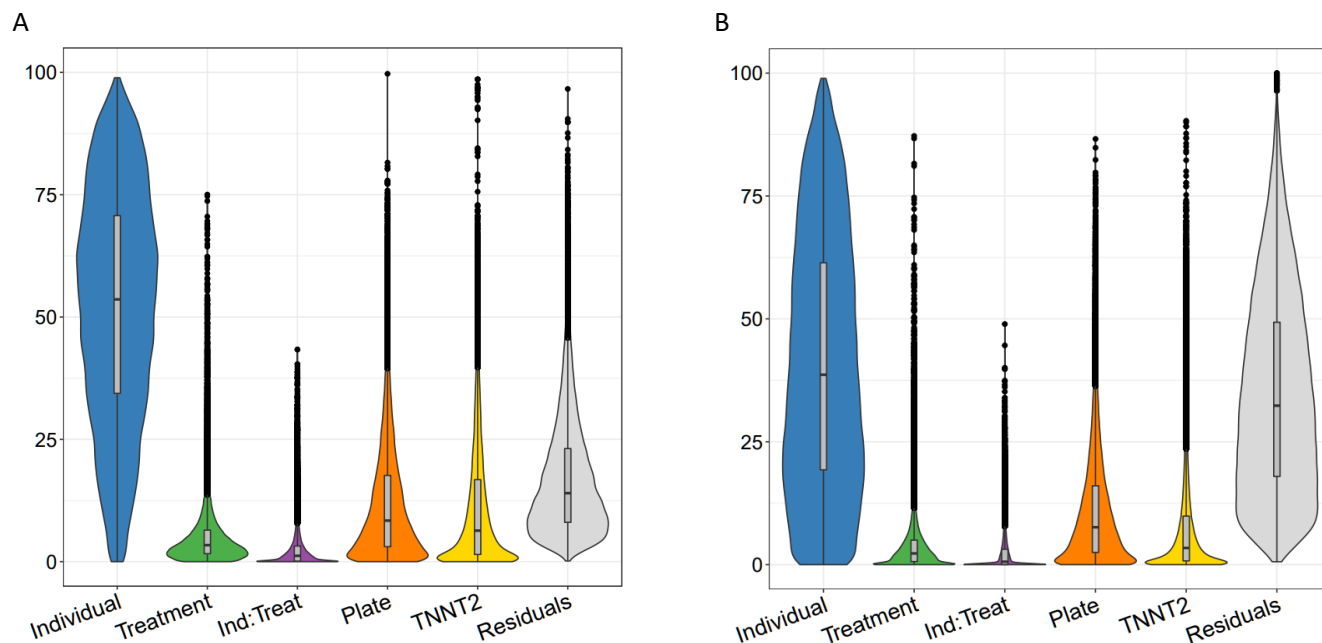 A
100
75
50
25
0
Individual
Treatment
Ind:Treat
Plate
TNNT2
Residuals
B
100
75
50
25
0
Individual
Treatment
Ind:Treat
Plate
TNNT2
Residuals